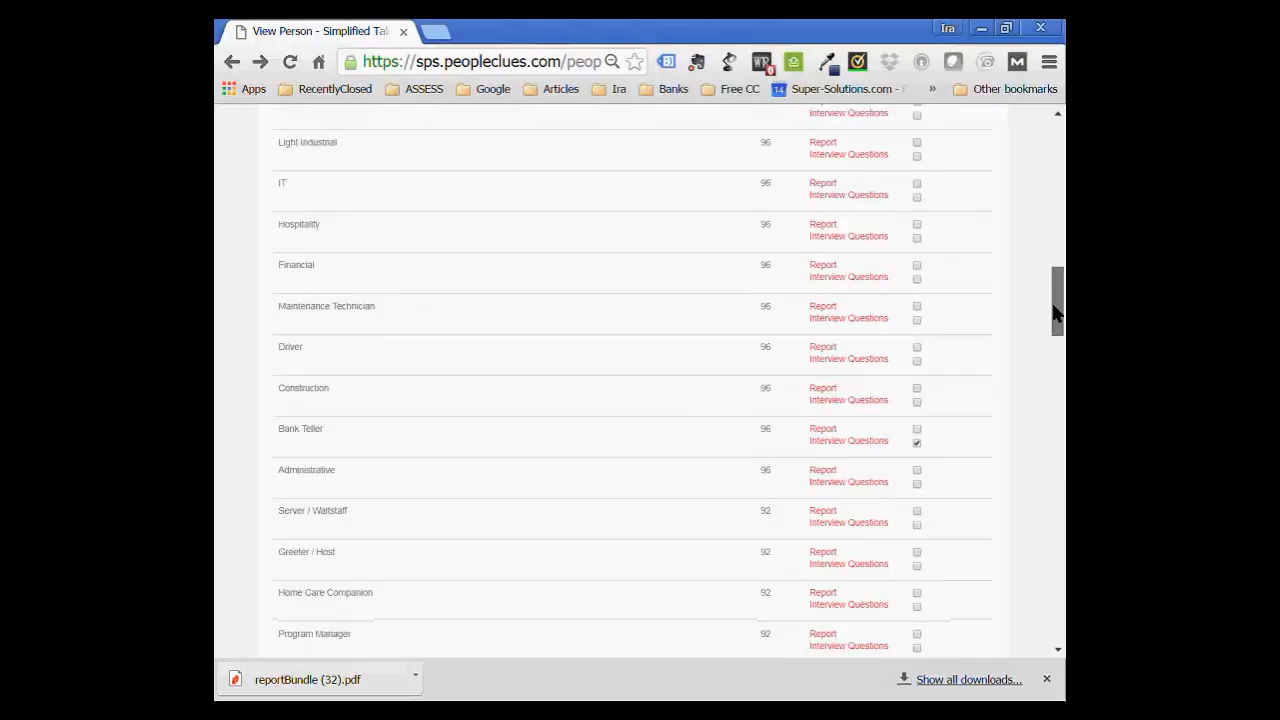 View Person - Simplified Ta
Ira
https://sps.peopleclues.com/peop
Apps RecentlyClosed ASSESS Google Articles Ira Banks Free CC Super-Solutions.com - » Other bookmarks
Interview Questions
Light Industrial 96 Report
Interview Questions
IT 96 Report
Interview Questions
Hospitality 96 Report
Interview Questions
Financial 96 Report
Interview Questions
Maintenance Technician 96 Report
Interview Questions
Driver 96 Report
Interview Questions
Construction 96 Report
Interview Questions
Bank Teller 96 Report
Interview Questions
Administrative 96 Report
Interview Questions
Server / Waitstaff 92 Report
Interview Questions
Greeter / Host 92 Report
Interview Questions
Home Care Companion 92 Report
Interview Questions
Program Manager 92 Report
Interview Questions
reportBundle (32).pdf Show all downloads...